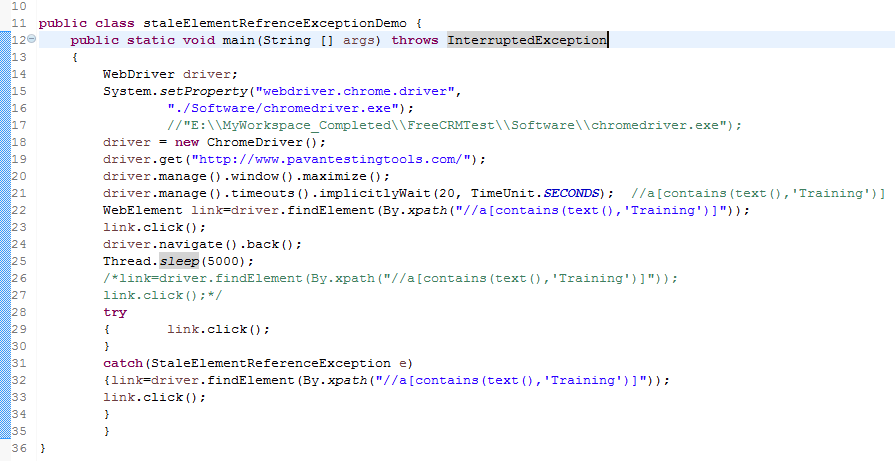 10
11 public class staleElementRefrenceExceptionDemo {
12 public static void main(String [] args) throws InterruptedException
13 {
14 WebDriver driver;
15 System.setProperty("webdriver.chrome.driver",
16 "./Software/chromedriver.exe");
17 //"E:\\MyWorkspace_Completed\\FreeCRMTest\\Software\\chromedriver.exe");
18 driver = new ChromeDriver();
19 driver.get("http://www.pavantestingtools.com/");
20 driver.manage().window().maximize();
21 driver.manage().timeouts().implicitlyWait(20, TimeUnit.SECONDS); //a[contains(text(),'Training')]
22 WebElement link=driver.findElement(By.xpath("//a[contains(text(),'Training')]"));
23 link.click();
24 driver.navigate().back();
25 Thread.sleep(5000);
26 /*link=driver.findElement(By.xpath("//a[contains(text(),'Training')]"));
27 link.click();*/
28 try
29 { link.click();
30 }
31 catch(StaleElementReferenceException e)
32 {link=driver.findElement(By.xpath("//a[contains(text(),'Training')]"));
33 link.click();
34 }
35 }
36 }